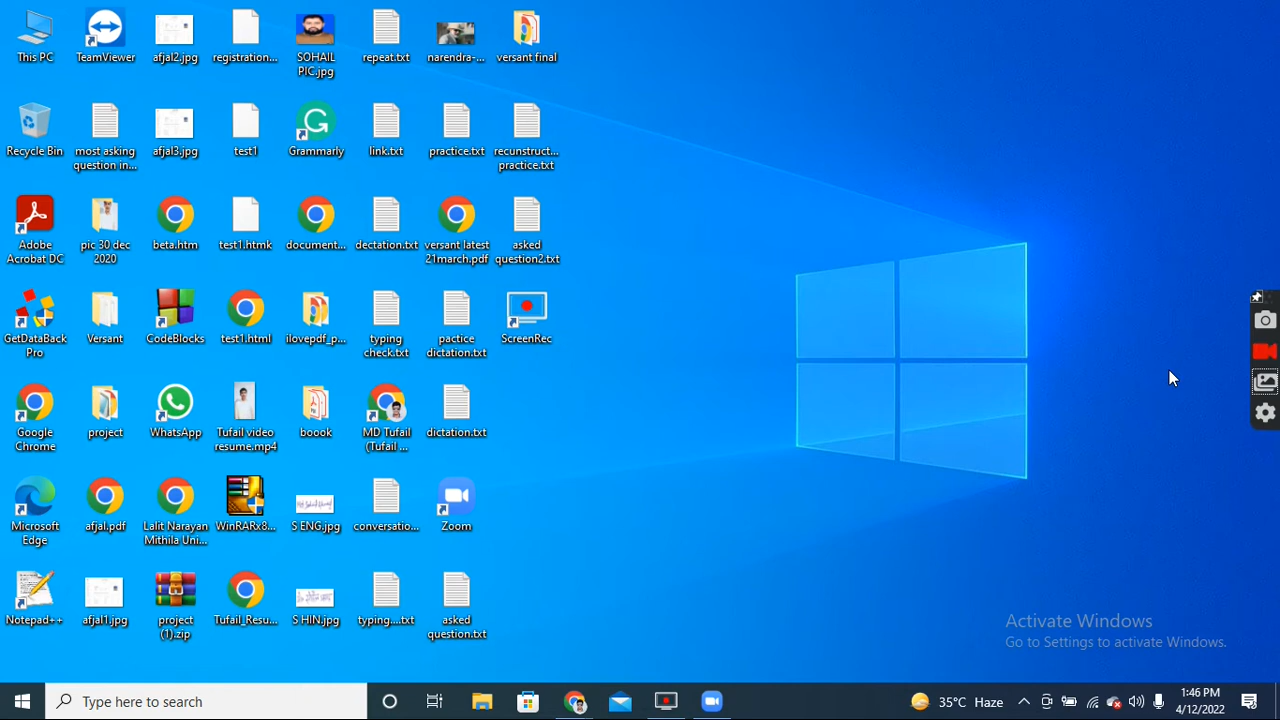 This PC
TeamViewer
afjal2.jpg
registration...
SOHAIL
PIC.jpg
repeat.txt
narendra-...
versant final
Recycle Bin
most asking
question in...
afjal3.jpg
test1
Grammarly
link.txt
practice.txt
recunstruct...
practice.txt
Adobe
Acrobat DC
pic 30 dec
2020
beta.htm
test1.htmk
document...
dectation.txt
versant latest
21march.pdf
asked
question2.txt
GetDataBack
Pro
Versant
CodeBlocks
test1.html
ilovepdf_p...
typing
check.txt
pactice
dictation.txt
ScreenRec
Google
Chrome
project
WhatsApp
Tufail video
resume.mp4
boook
MD Tufail
(Tufail ...
dictation.txt
Microsoft
Edge
afjal.pdf
Lalit Narayan
Mithila Uni...
WinRARx8...
S ENG.jpg
conversatio...
Zoom
Notepad++
afjal1.jpg
project
(1).zip
Tufail_Resu...
S HIN.jpg
typing....txt
asked
question.txt
Activate Windows
Go to Settings to activate Windows.
Type here to search
35°C Haze
1:46 PM
4/12/2022